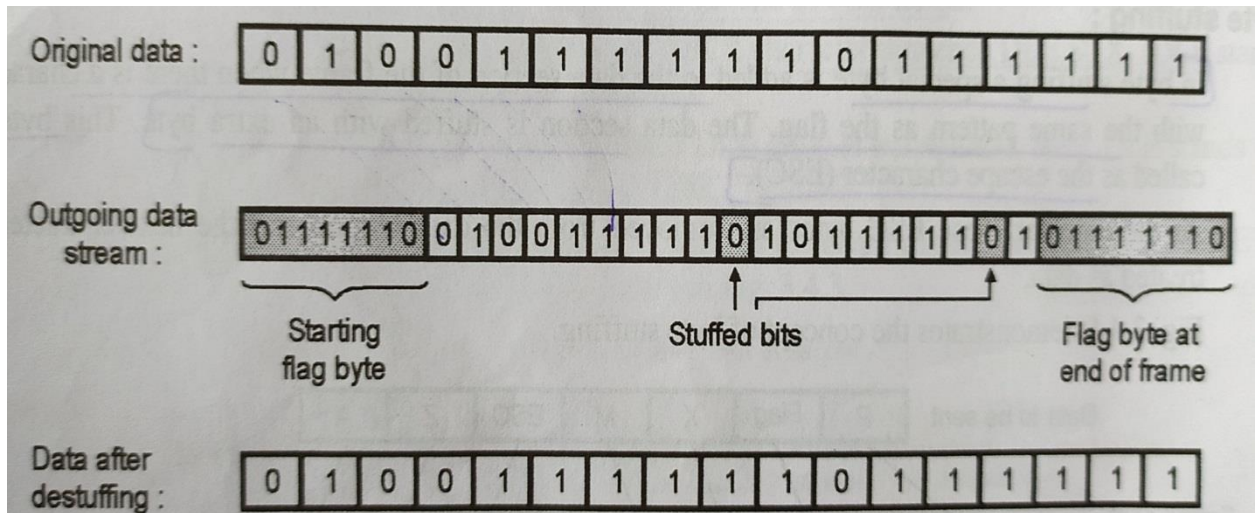 Original data : 0 1 0 0 1 1 1 1 1 1 0 1 1 1 1 1 1
Outgoing data
stream : 01111110 0 1 0 0 1 1 1 1 1 0 1 0 1 1 1 1 1 0 1 01111110
Starting
flag byte
Stuffed bits
Flag byte at
end of frame
Data after
destuffing : 0 1 0 0 1 1 1 1 1 1 0 1 1 1 1 1 1